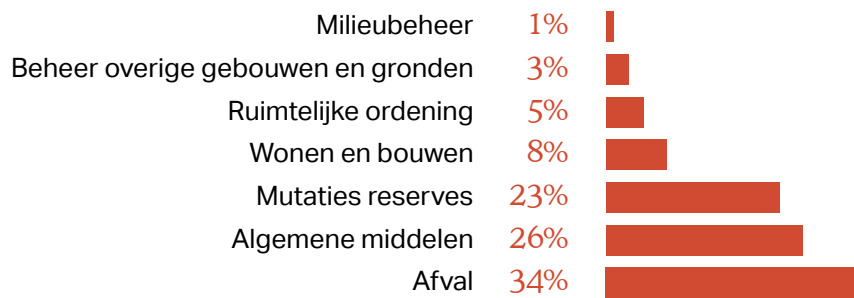 Milieubeheer 1%
Beheer overige gebouwen en gronden 3%
Ruimtelijke ordening 5%
Wonen en bouwen 8%
Mutaties reserves 23%
Algemene middelen 26%
Afval 34%